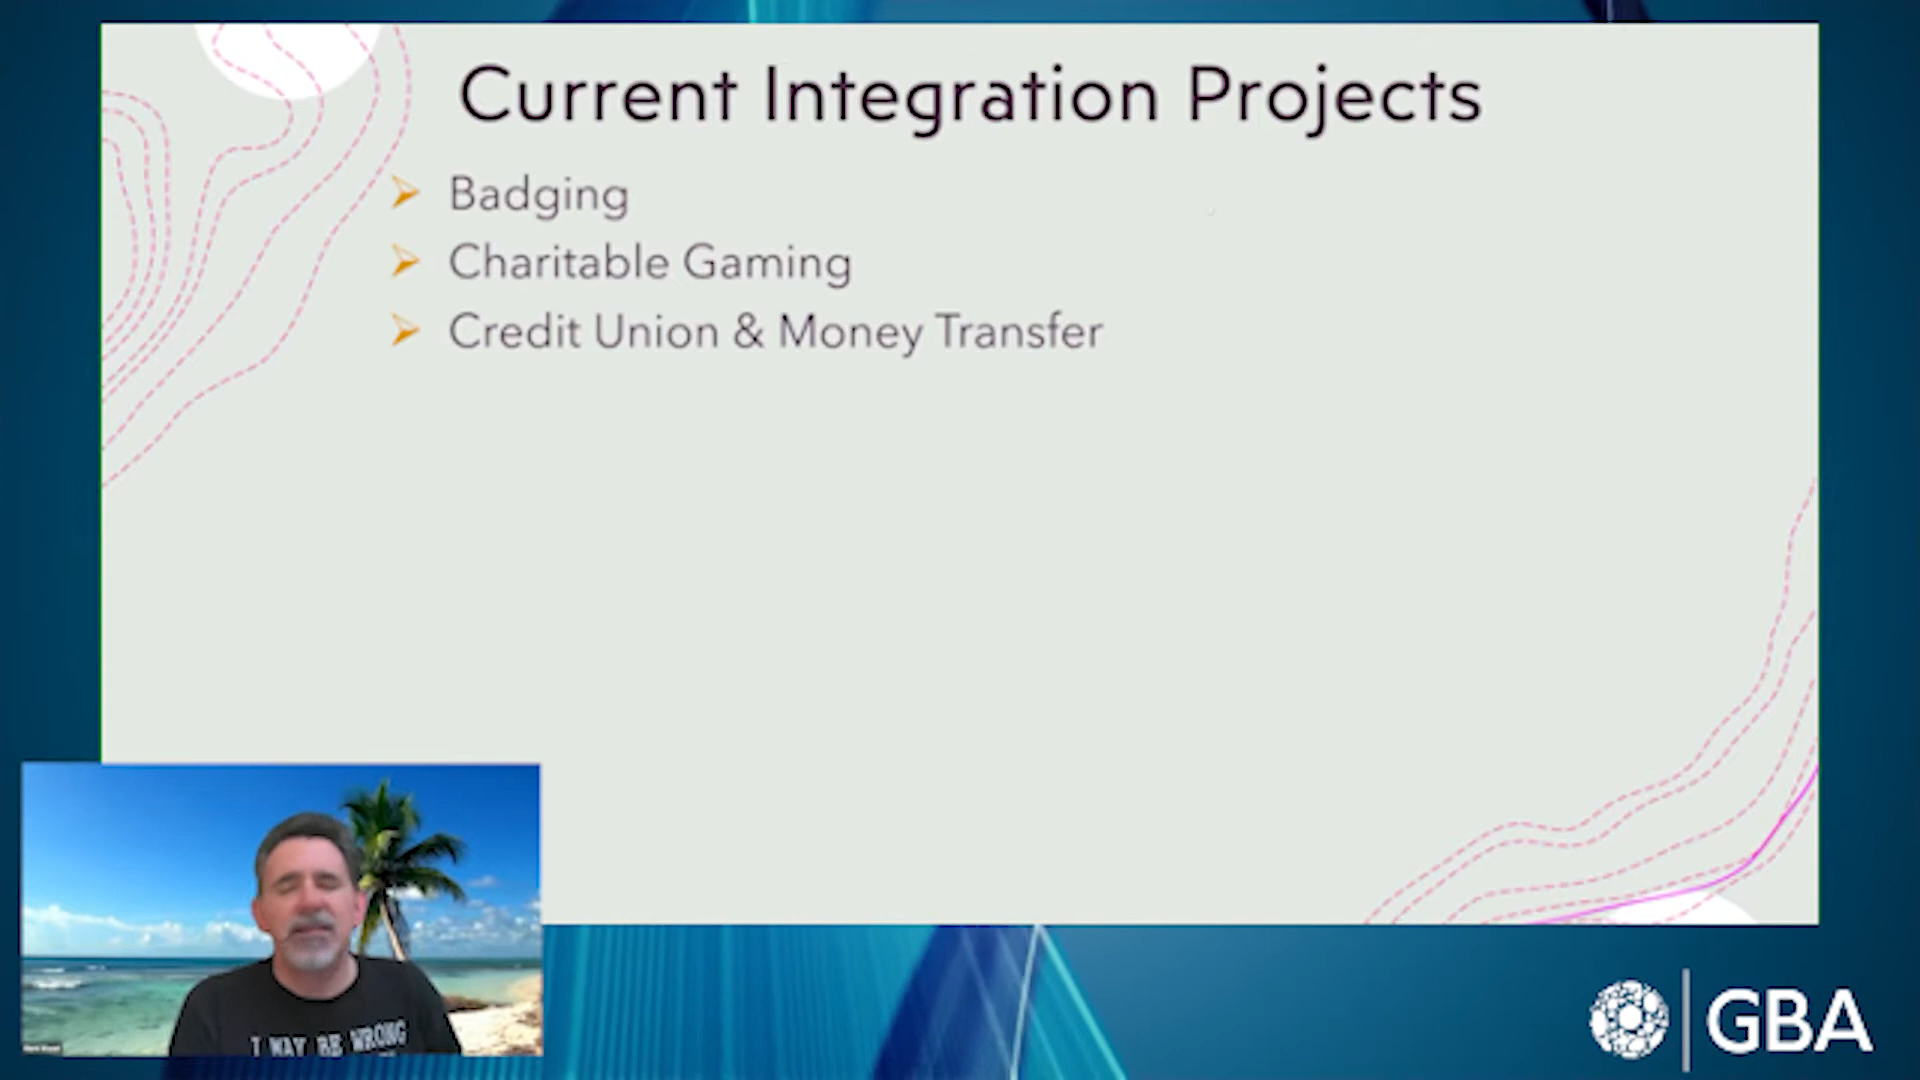 Current Integration Projects
Badging
Charitable Gaming
Credit Union & Money Transfer
I MAY BE WRONG
GBA